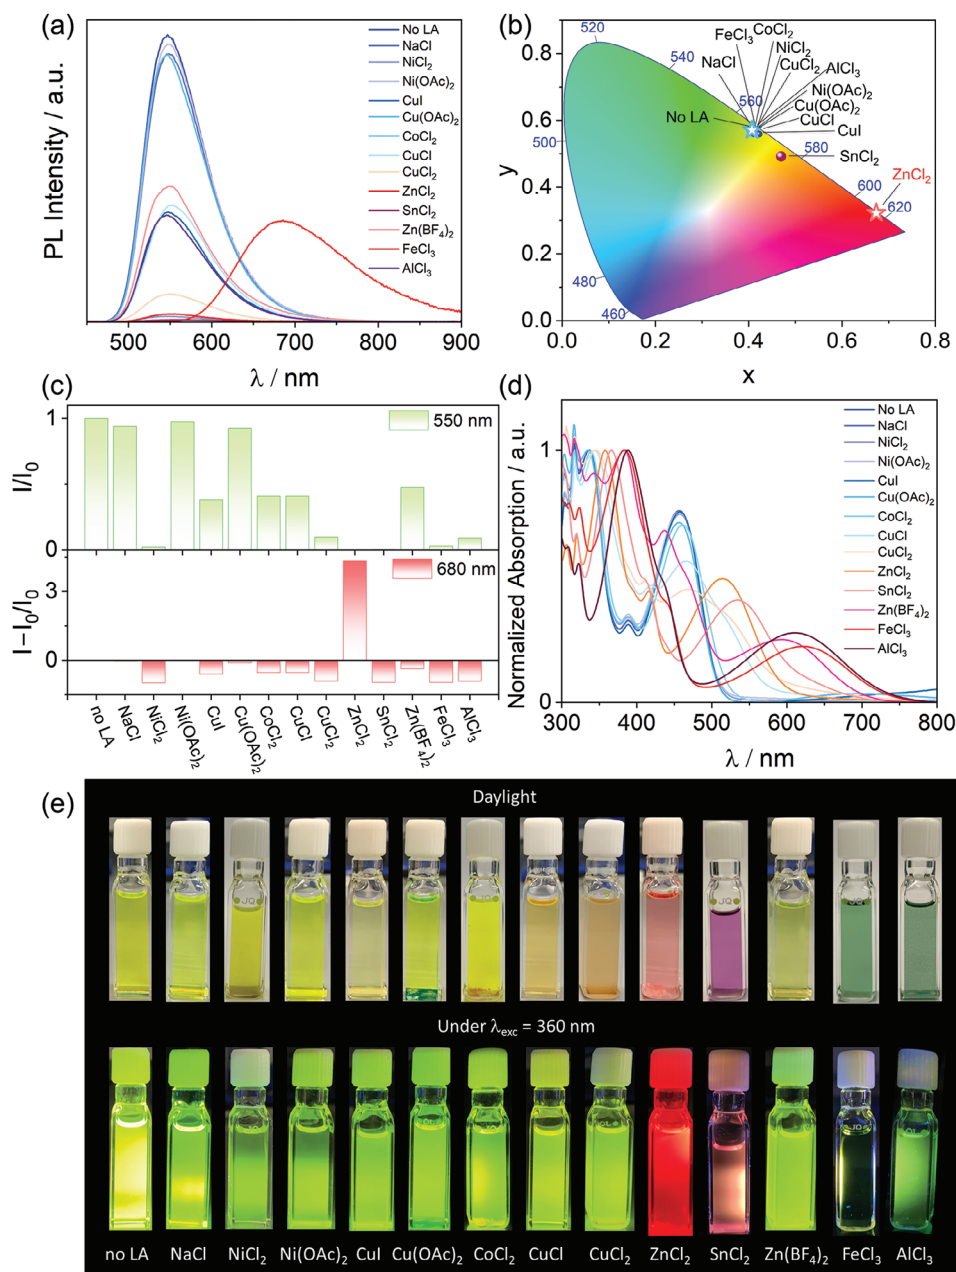 (a)
PL Intensity / a.u.
No LA
NaCl
NiCl2
Ni(OAc)2
CuI
Cu(OAc)2
CoCl2
CuCl
CuCl2
ZnCl2
SnCl2
Zn(BF4)2
FeCl3
AlCl3
500 600 700 800 900
λ / nm
(b)
y
0.8
0.6
0.4
0.2
0.0
0.0 0.2 0.4 0.6 0.8
x
520
540
560
500
580
600
620
480
460
CoCl2
FeCl3
NiCl2
CuCl2
NaCl
AlCl3
Ni(OAc)2
Cu(OAc)2
No LA
CuCl
CuI
SnCl2
ZnCl2
(c)
I/I0
1
0
550 nm
I−I0/I0
3
0
680 nm
no LA
NaCl
NiCl2
Ni(OAc)2
CuI
Cu(OAc)2
CoCl2
CuCl
CuCl2
ZnCl2
SnCl2
Zn(BF4)2
FeCl3
AlCl3
(d)
Normalized Absorption / a.u.
1
0
No LA
NaCl
NiCl2
Ni(OAc)2
CuI
Cu(OAc)2
CoCl2
CuCl
CuCl2
ZnCl2
SnCl2
Zn(BF4)2
FeCl3
AlCl3
300 400 500 600 700 800
λ / nm
(e)
Daylight
JQ JQ JQ JQ JQ
Under λexc = 360 nm
JQ
no LA NaCl NiCl2 Ni(OAc)2 CuI Cu(OAc)2 CoCl2 CuCl CuCl2 ZnCl2 SnCl2 Zn(BF4)2 FeCl3 AlCl3